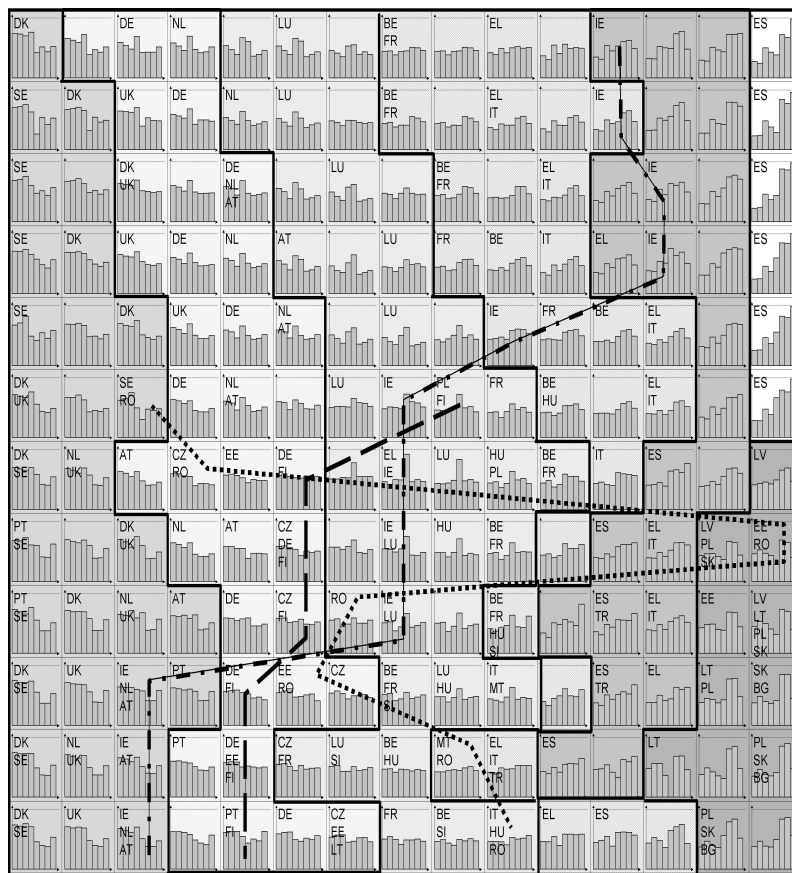 DK DE NL LU BE EL IE ES
FR
SE DK UK DE NL LU BE EL IE ES
FR IT
SE DK DE LU BE EL IE ES
UK NL FR IT
AT
SE DK UK DE NL AT LU FR BE IT EL IE ES
SE DK UK DE NL LU IE FR BE EL ES
AT IT
DK SE DE NL LU IE PL FR BE EL ES
UK RO AT FI HU IT
DK NL AT CZ EE DE EL LU HU BE IT ES LV
SE UK RO FI IE PL FR
PT DK NL AT CZ IE HU BE ES EL LV EE
SE UK DE LU FR IT PL RO
FI SK
PT DK NL AT DE CZ RO IE BE ES EL EE LV
SE UK FI LU FR TR IT LT
HU PL
SI SK
DK UK IE PT DE EE CZ BE LU IT ES EL LT SK
SE NL FI RO FR HU MT TR PL BG
AT SI
DK NL IE PT DE CZ LU BE MT EL ES LT PL
SE UK AT EE FR SI HU RO IT SK
FI TR BG
DK UK IE PT DE CZ FR BE IT EL ES PL
SE NL FI EE SI HU SK
AT LT RO BG